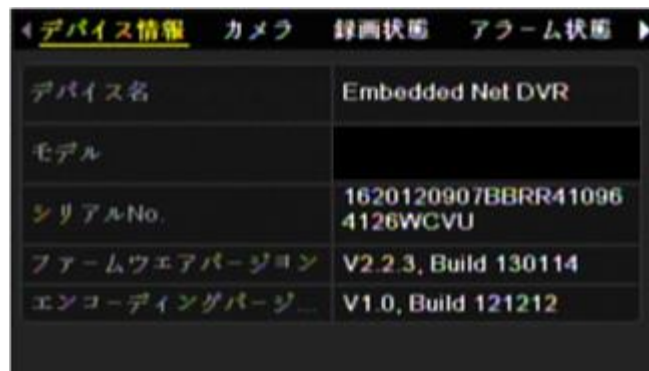 デバイス情報 カメラ 録画状態 アラーム状態
デバイス名 Embedded Net DVR
モデル
シリアルNo. 1620120907BBRR41096
4126WCVU
ファームウエアバージョン V2.2.3, Build 130114
エンコーディングバージ... V1.0, Build 121212